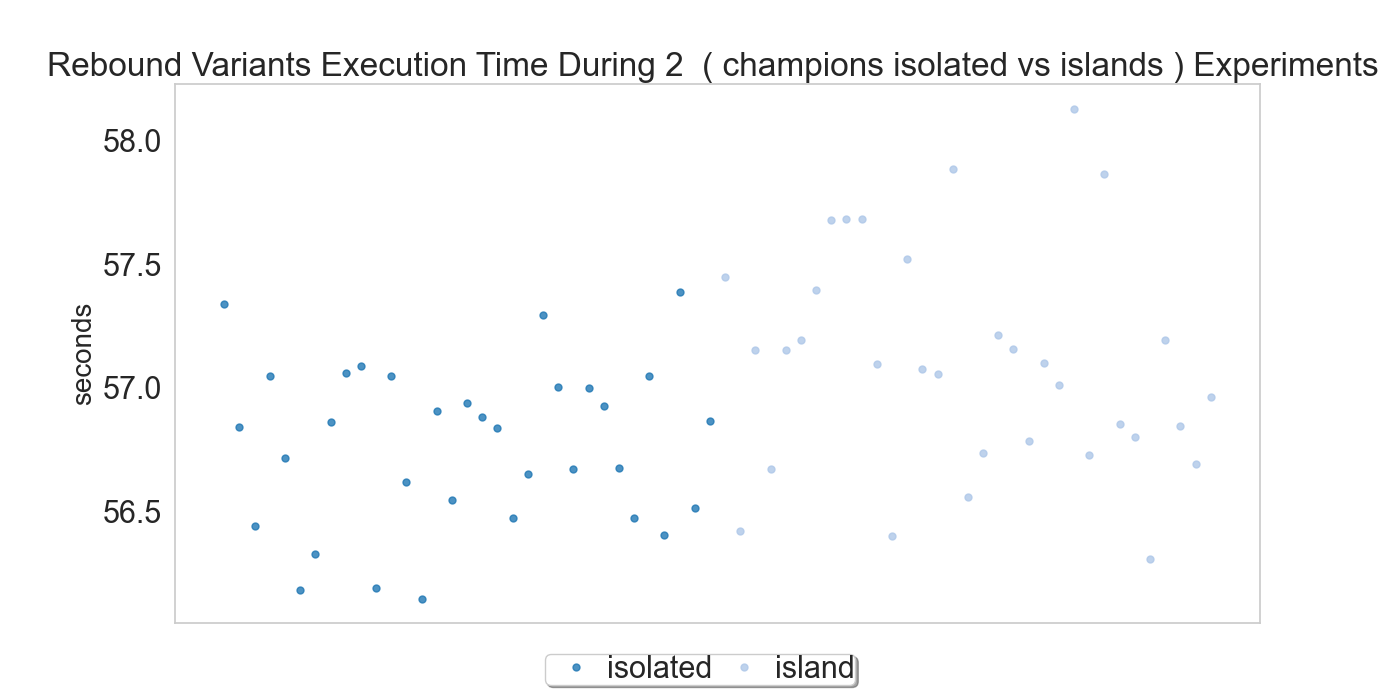 Rebound Variants Execution Time During 2  ( champions isolated vs islands ) Experiments
58.0
57.5
57.0
56.5
seconds
isolated island